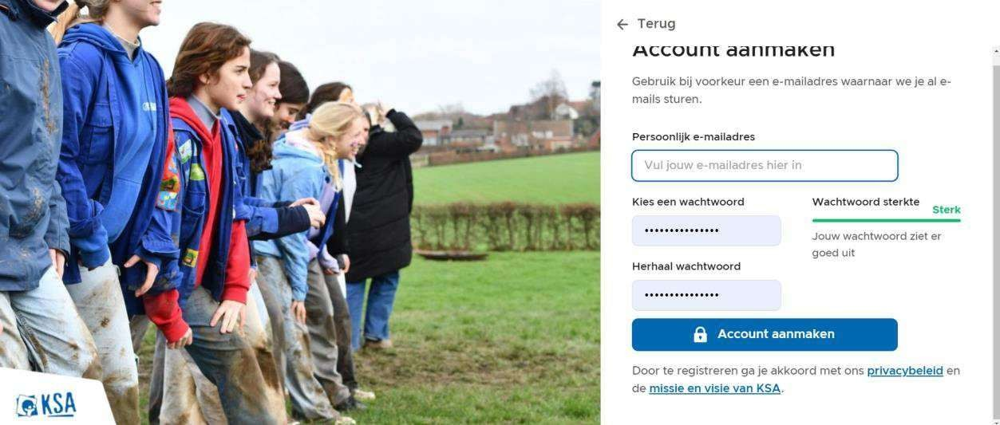 Terug
Account aanmaken
Gebruik bij voorkeur een e-mailadres waarnaar we je al e-
mails sturen.
Persoonlijk e-mailadres
Vul jouw e-mailadres hier in
Kies een wachtwoord
•••••••••••••••
Wachtwoord sterkte
Sterk
Jouw wachtwoord ziet er
goed uit
Herhaal wachtwoord
•••••••••••••••
Account aanmaken
Door te registreren ga je akkoord met ons privacybeleid en
de missie en visie van KSA.
KSA